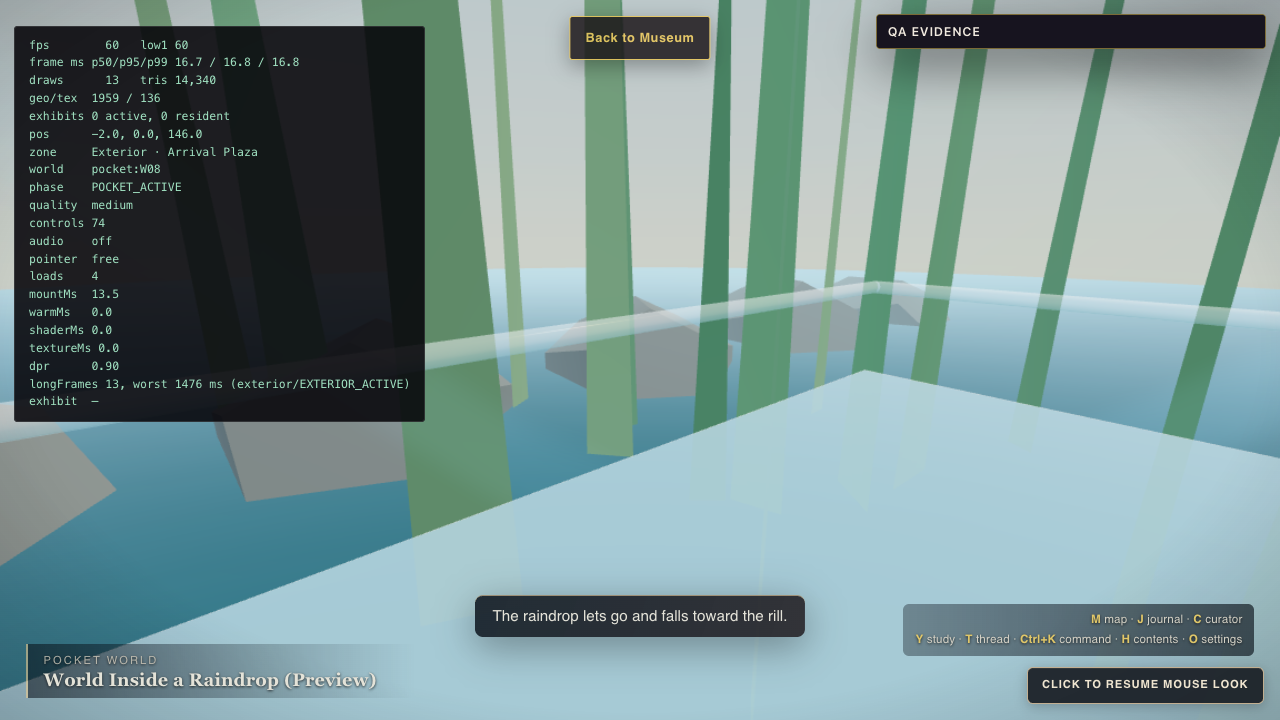 fps 60 low1 60
frame ms p50/p95/p99 16.7 / 16.8 / 16.8
draws 13 tris 14,340
geo/tex 1959 / 136
exhibits 0 active, 0 resident
pos −2.0, 0.0, 146.0
zone Exterior · Arrival Plaza
world pocket:W08
phase POCKET_ACTIVE
quality medium
controls 74
audio off
pointer free
loads 4
mountMs 13.5
warmMs 0.0
shaderMs 0.0
textureMs 0.0
dpr 0.90
longFrames 13, worst 1476 ms (exterior/EXTERIOR_ACTIVE)
exhibit —
Back to Museum
QA EVIDENCE
The raindrop lets go and falls toward the rill.
M map · J journal · C curator
Y study · T thread · Ctrl+K command · H contents · O settings
POCKET WORLD
World Inside a Raindrop (Preview)
CLICK TO RESUME MOUSE LOOK